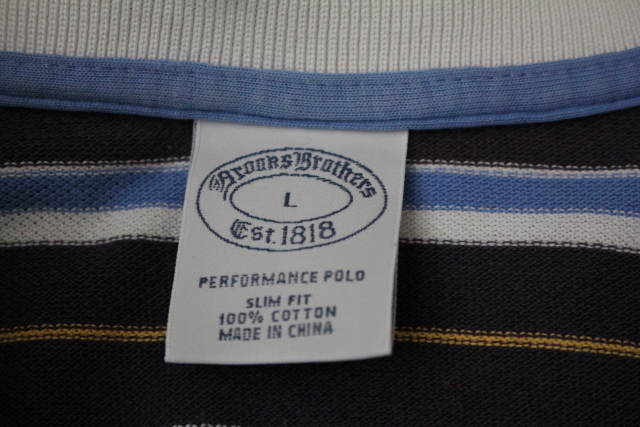 Brooks Brothers
L
Est. 1818
PERFORMANCE POLO
SLIM FIT
100% COTTON
MADE IN CHINA